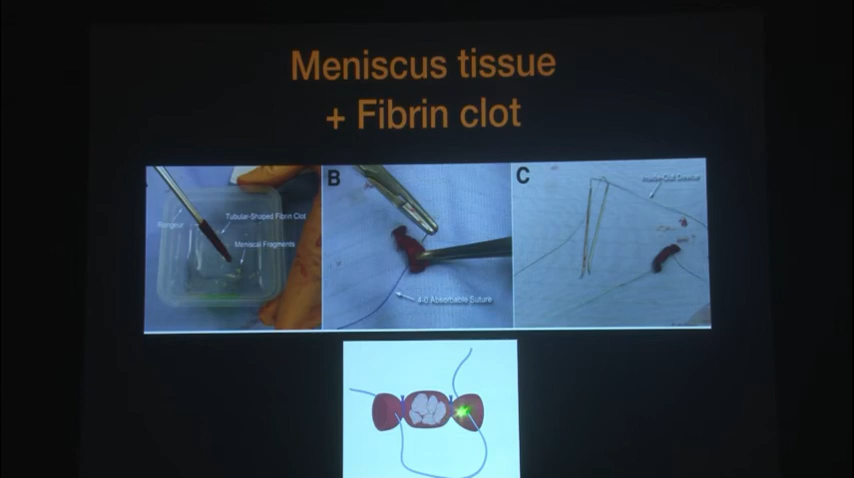 Meniscus tissue
+ Fibrin clot
Rongeur
Tubular-Shaped Fibrin Clot
Meniscal Fragments
B
4-0 Absorbable Suture
C